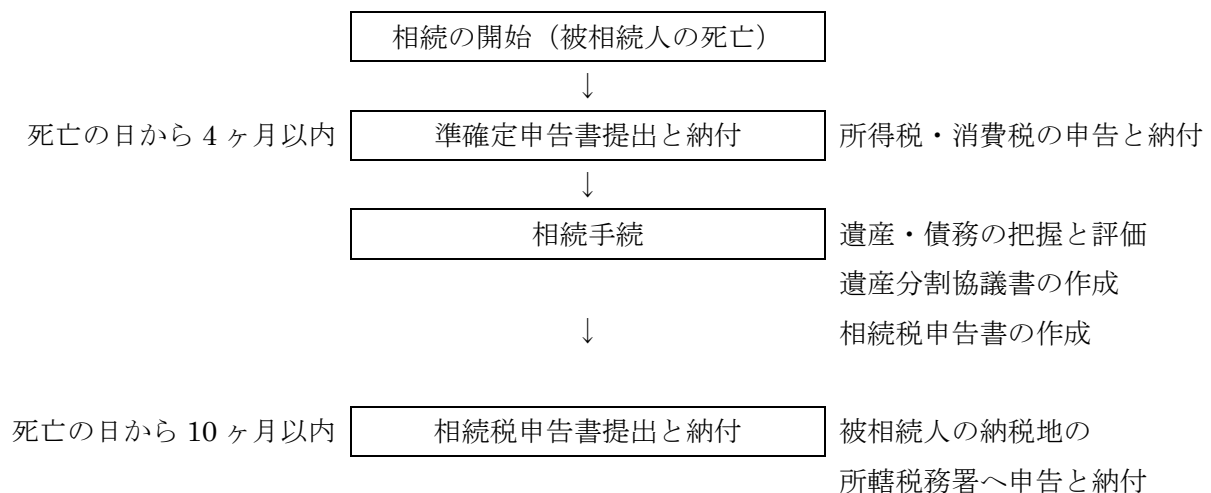 相続の開始（被相続人の死亡）
↓
死亡の日から 4 ヶ月以内 準確定申告書提出と納付 所得税・消費税の申告と納付
↓
相続手続 遺産・債務の把握と評価
遺産分割協議書の作成
↓ 相続税申告書の作成
死亡の日から 10 ヶ月以内 相続税申告書提出と納付 被相続人の納税地の
所轄税務署へ申告と納付